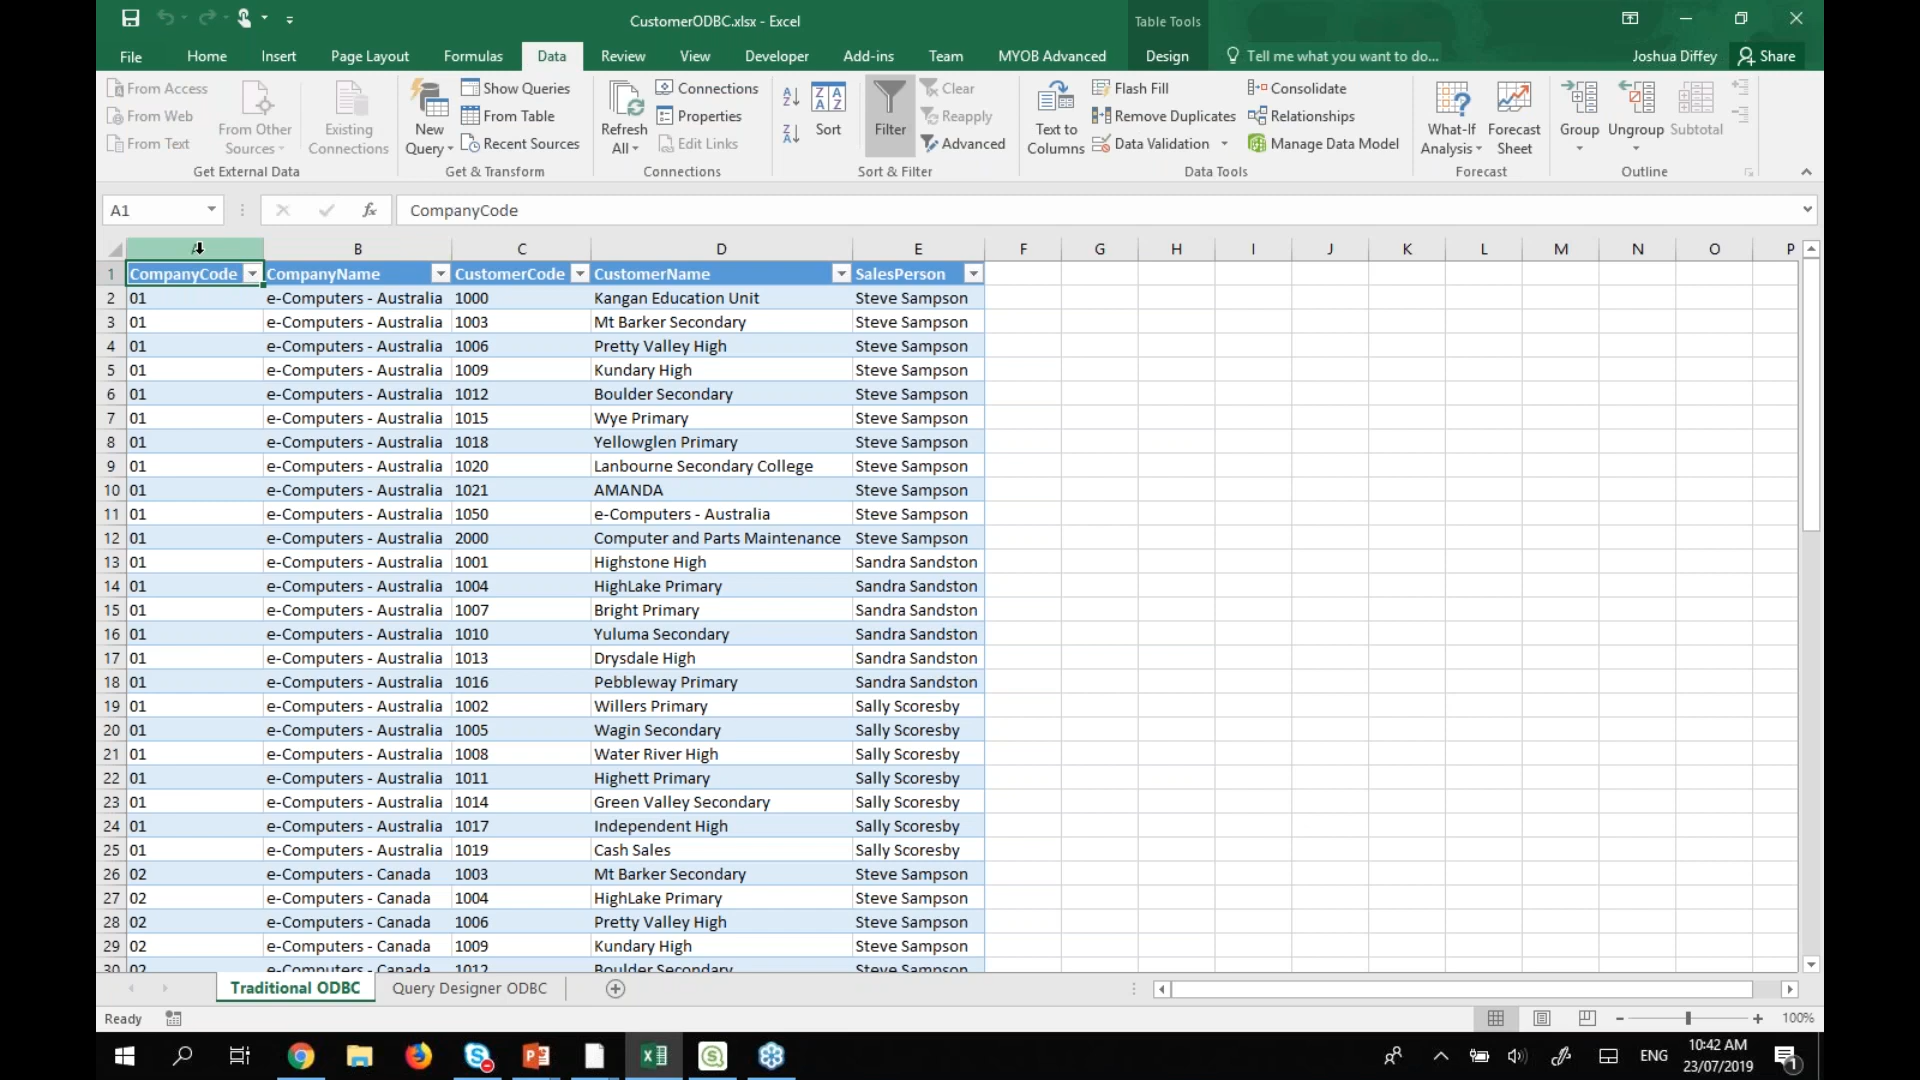 CustomerODBC.xlsx - Excel
Table Tools
File Home Insert Page Layout Formulas Data Review View Developer Add-ins Team MYOB Advanced Design Tell me what you want to do... Joshua Diffey Share
From Access
From Web
From Text
From Other Sources
Existing Connections
Get External Data
New Query
Show Queries
From Table
Recent Sources
Get & Transform
Refresh All
Connections
Properties
Edit Links
Connections
Sort
Filter
Clear
Reapply
Advanced
Sort & Filter
Text to Columns
Flash Fill
Remove Duplicates
Data Validation
Consolidate
Relationships
Manage Data Model
Data Tools
What-If Analysis
Forecast Sheet
Forecast
Group
Ungroup
Subtotal
Outline
A1 fx CompanyCode
A B C D E F G H I J K L M N O P
1 CompanyCode CompanyName CustomerCode CustomerName SalesPerson
2 01 e-Computers - Australia 1000 Kangan Education Unit Steve Sampson
3 01 e-Computers - Australia 1003 Mt Barker Secondary Steve Sampson
4 01 e-Computers - Australia 1006 Pretty Valley High Steve Sampson
5 01 e-Computers - Australia 1009 Kundary High Steve Sampson
6 01 e-Computers - Australia 1012 Boulder Secondary Steve Sampson
7 01 e-Computers - Australia 1015 Wye Primary Steve Sampson
8 01 e-Computers - Australia 1018 Yellowglen Primary Steve Sampson
9 01 e-Computers - Australia 1020 Lanbourne Secondary College Steve Sampson
10 01 e-Computers - Australia 1021 AMANDA Steve Sampson
11 01 e-Computers - Australia 1050 e-Computers - Australia Steve Sampson
12 01 e-Computers - Australia 2000 Computer and Parts Maintenance Steve Sampson
13 01 e-Computers - Australia 1001 Highstone High Sandra Sandston
14 01 e-Computers - Australia 1004 HighLake Primary Sandra Sandston
15 01 e-Computers - Australia 1007 Bright Primary Sandra Sandston
16 01 e-Computers - Australia 1010 Yuluma Secondary Sandra Sandston
17 01 e-Computers - Australia 1013 Drysdale High Sandra Sandston
18 01 e-Computers - Australia 1016 Pebbleway Primary Sandra Sandston
19 01 e-Computers - Australia 1002 Willers Primary Sally Scoresby
20 01 e-Computers - Australia 1005 Wagin Secondary Sally Scoresby
21 01 e-Computers - Australia 1008 Water River High Sally Scoresby
22 01 e-Computers - Australia 1011 Highett Primary Sally Scoresby
23 01 e-Computers - Australia 1014 Green Valley Secondary Sally Scoresby
24 01 e-Computers - Australia 1017 Independent High Sally Scoresby
25 01 e-Computers - Australia 1019 Cash Sales Sally Scoresby
26 02 e-Computers - Canada 1003 Mt Barker Secondary Steve Sampson
27 02 e-Computers - Canada 1004 HighLake Primary Steve Sampson
28 02 e-Computers - Canada 1006 Pretty Valley High Steve Sampson
29 02 e-Computers - Canada 1009 Kundary High Steve Sampson
30 02 e-Computers - Canada 1012 Boulder Secondary Steve Sampson
Traditional ODBC Query Designer ODBC
Ready 100%
ENG 10:42 AM
23/07/2019 1